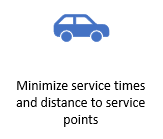 Minimize service times
and distance to service
points